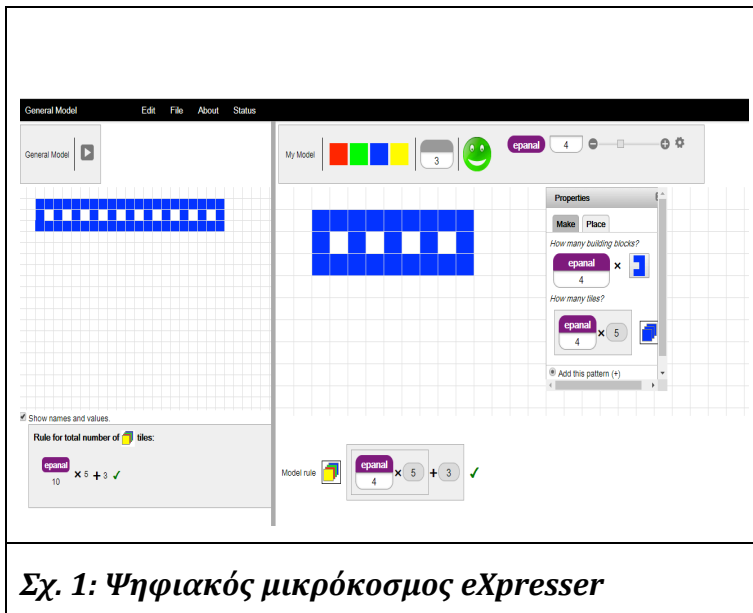 General Model Edit File About Status
General Model My Model 3 epanal 4
Properties
Make Place
How many building blocks?
epanal ×
4
How many tiles?
epanal × 5
4
Add this pattern (+)
Show names and values.
Rule for total number of tiles:
epanal × 5 + 3 ✓
10
Model rule epanal × 5 + 3 ✓
4
Σχ. 1: Ψηφιακός μικρόκοσμος eXpresser